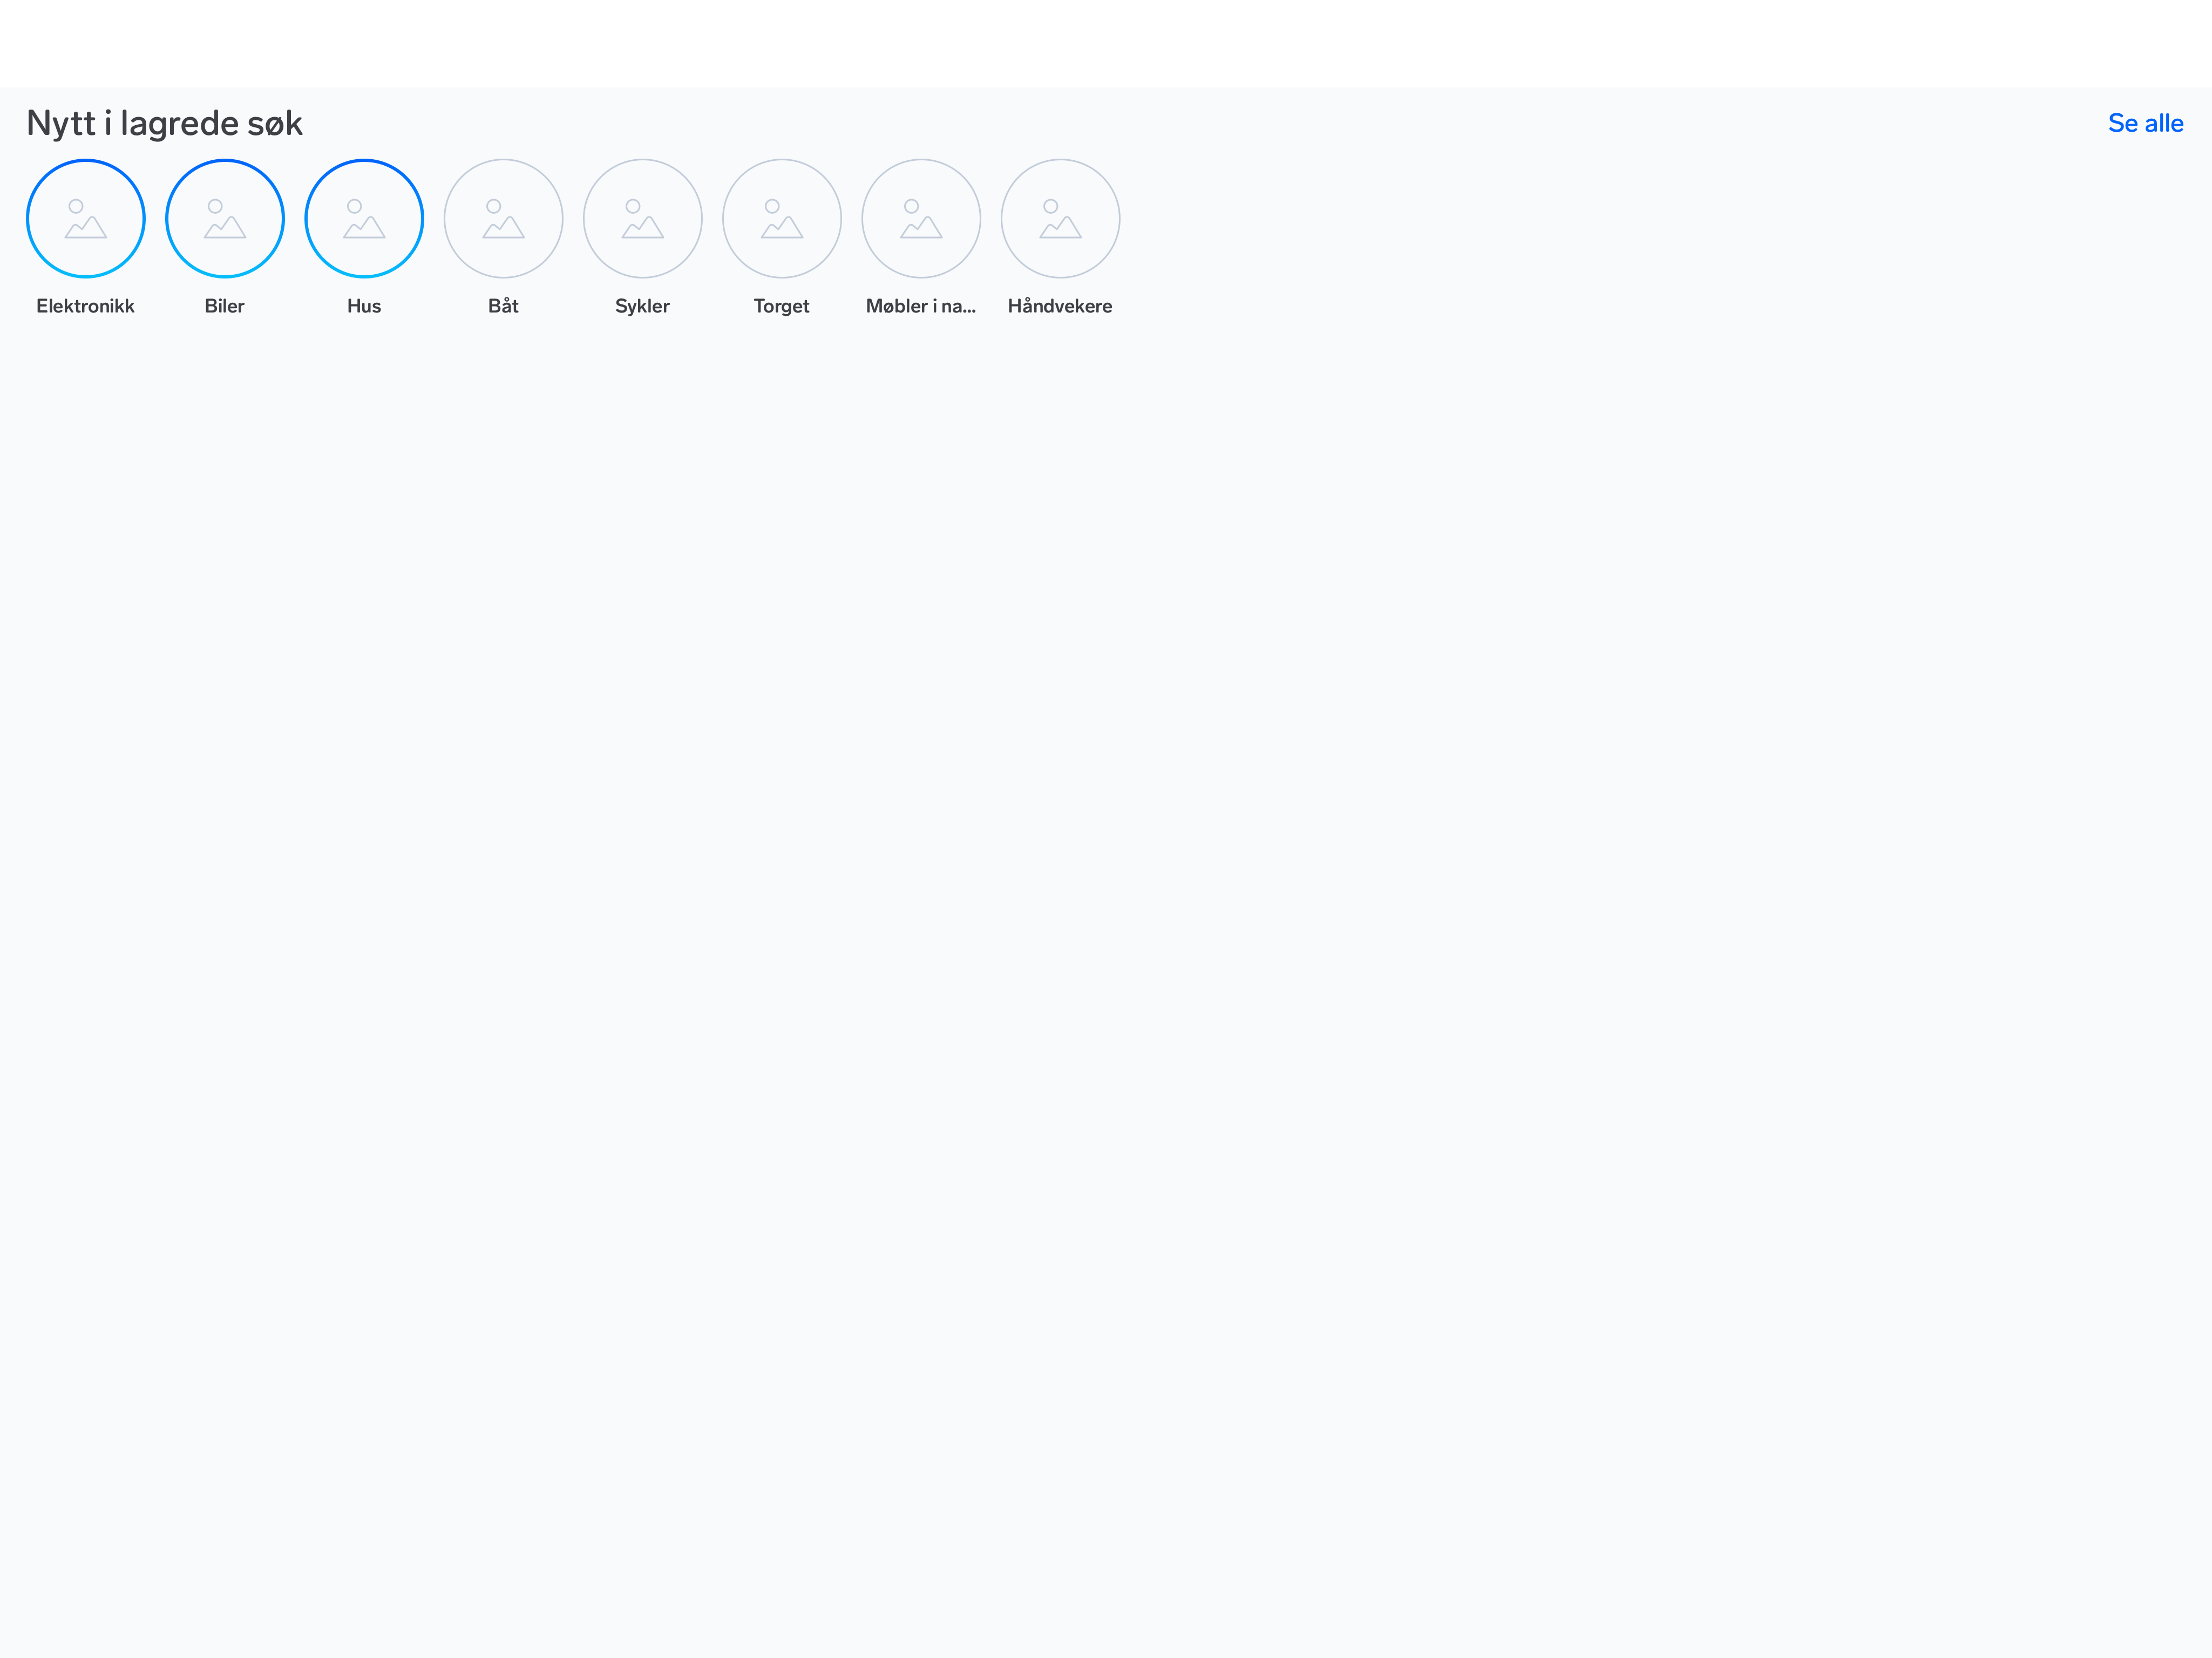 Nytt i lagrede søk
Se alle
Elektronikk
Biler
Hus
Båt
Sykler
Torget
Møbler i na...
Håndvekere